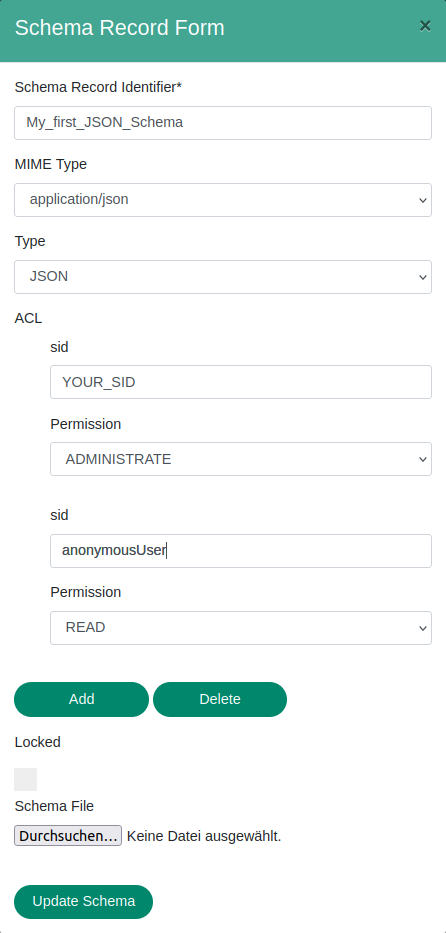 Schema Record Form ×
Schema Record Identifier*
My_first_JSON_Schema
MIME Type
application/json
Type
JSON
ACL
sid
YOUR_SID
Permission
ADMINISTRATE
sid
anonymousUser
Permission
READ
Add Delete
Locked
Schema File
Durchsuchen... Keine Datei ausgewählt.
Update Schema